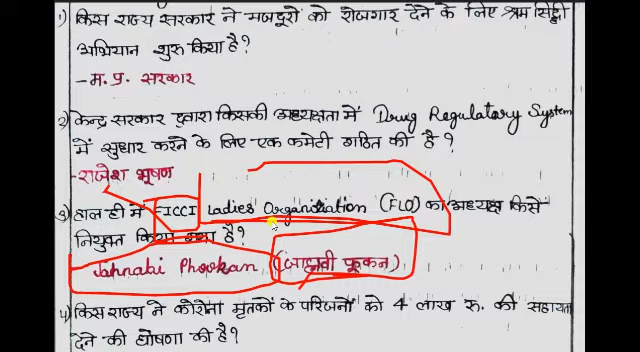 1) किस राज्य सरकार ने मजदूरों को रोजगार देने के लिए श्रम सिद्धी
अभियान शुरू किया है?
- म. प्र. सरकार
2) केन्द्र सरकार द्वारा किसकी अध्यक्षता में Drug Regulatory System
में सुधार करने के लिए एक कमेटी गठित की है?
- राजेश भूषण
3) हाल ही में FICCI Ladies Organisation (FLO) का अध्यक्ष किसे
नियुक्त किया गया है?
Jahnabi Phookan (जाह्नवी फूकन)
4) किस राज्य ने कोरोना मृतकों के परिजनों को 4 लाख रु. की सहायता
देने की घोषणा की है?